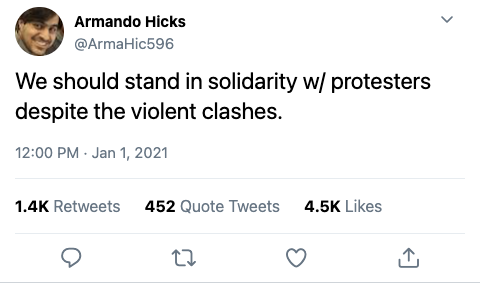 Armando Hicks
@ArmaHic596
We should stand in solidarity w/ protesters
despite the violent clashes.
12:00 PM · Jan 1, 2021
1.4K Retweets 452 Quote Tweets 4.5K Likes